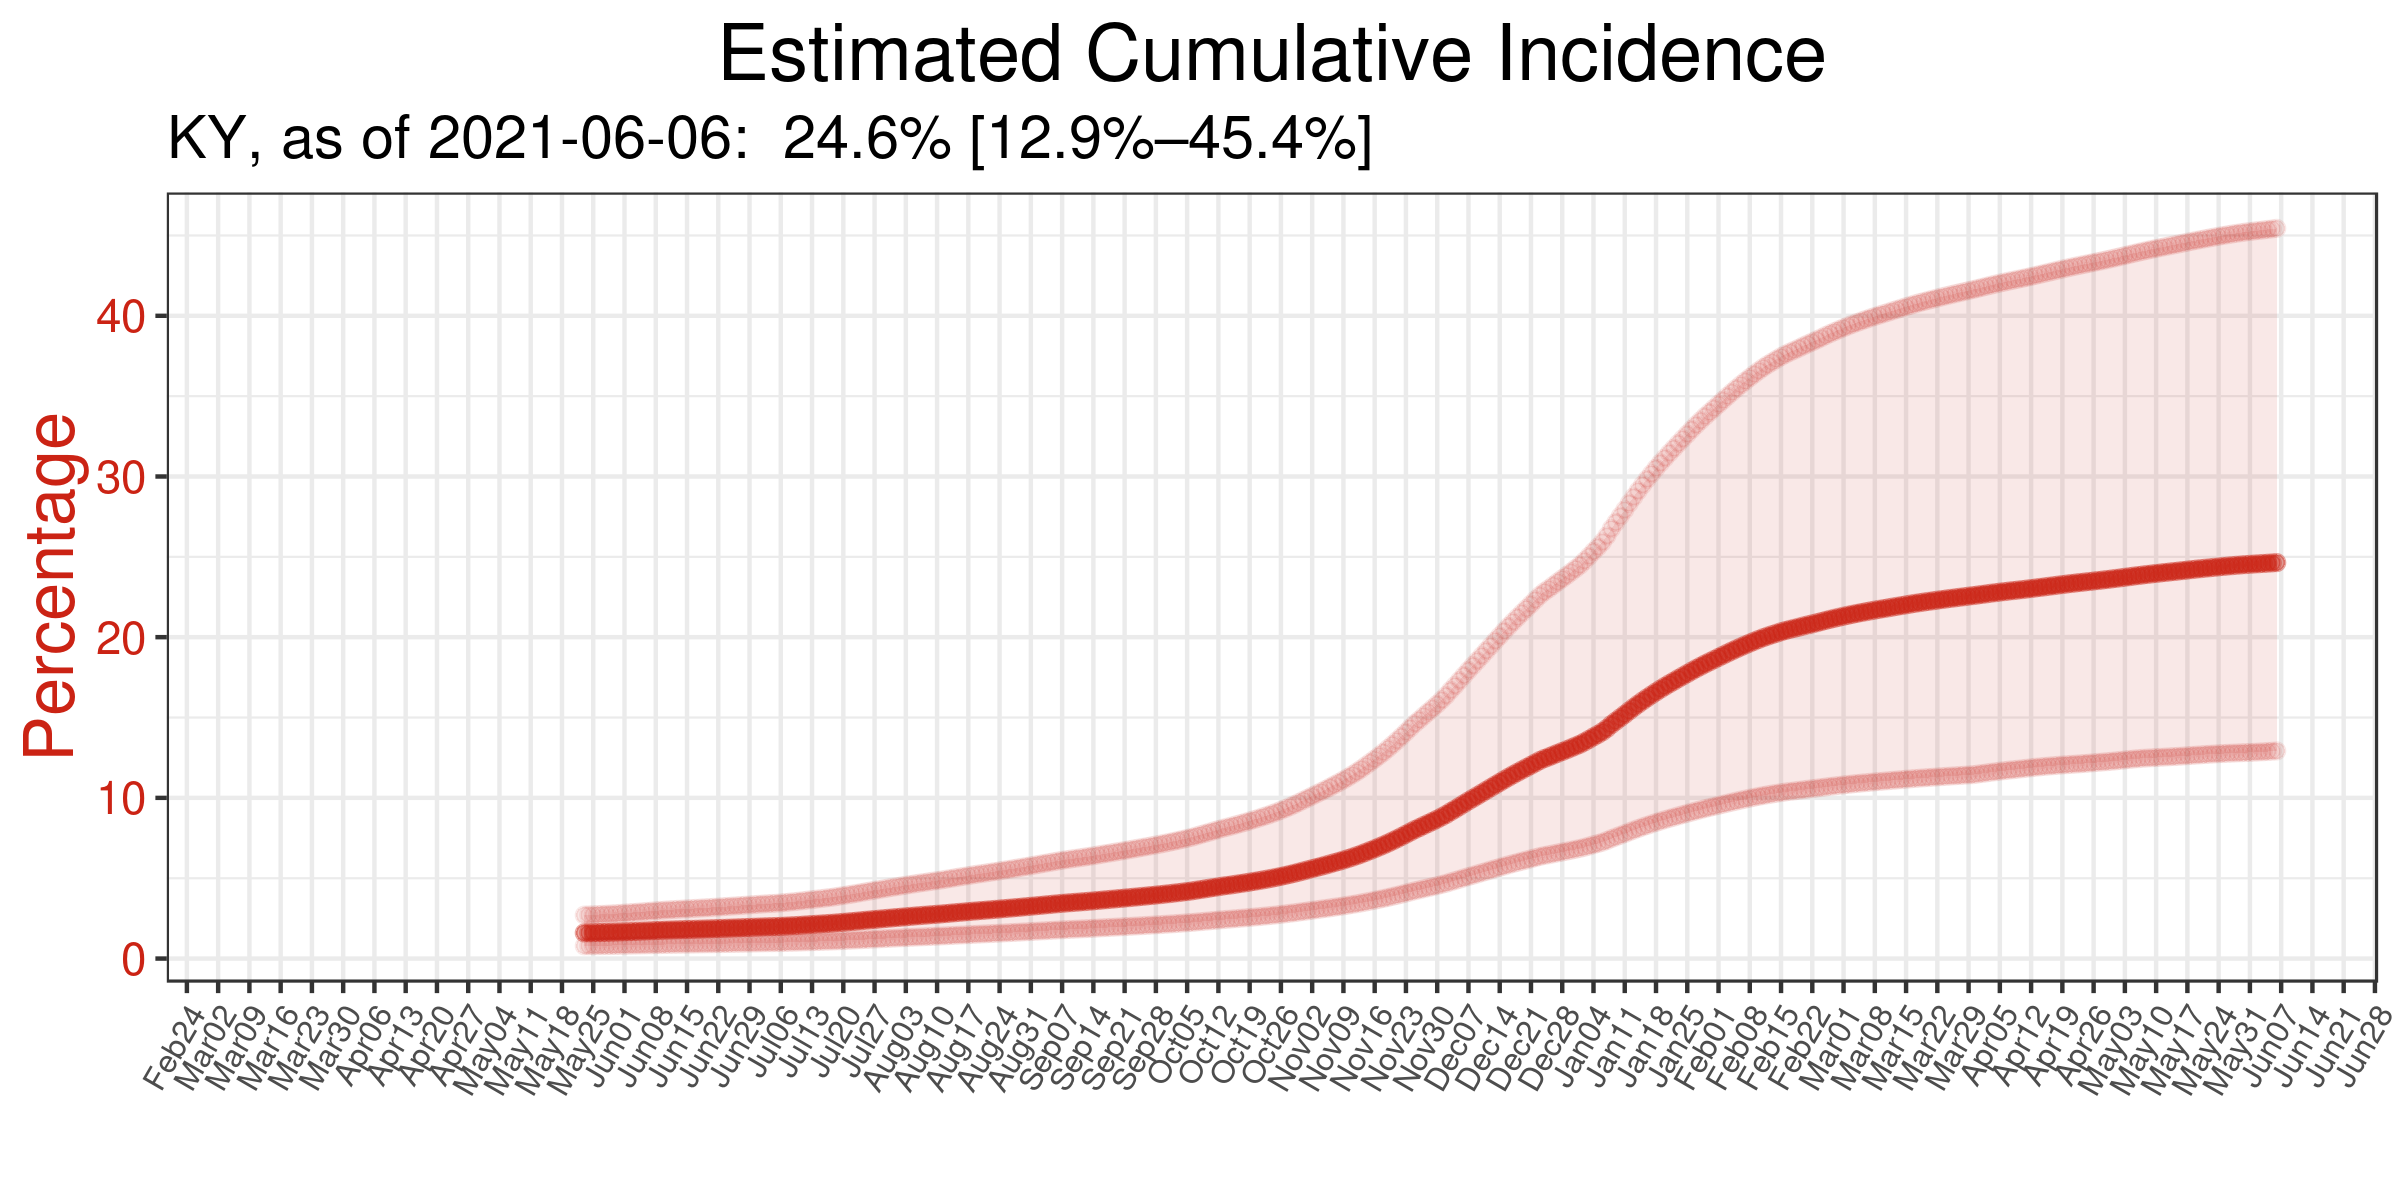 Estimated Cumulative Incidence
KY, as of 2021-06-06:  24.6% [12.9%–45.4%]
Percentage
40
30
20
10
0
Feb24
Mar02
Mar09
Mar16
Mar23
Mar30
Apr06
Apr13
Apr20
Apr27
May04
May11
May18
May25
Jun01
Jun08
Jun15
Jun22
Jun29
Jul06
Jul13
Jul20
Jul27
Aug03
Aug10
Aug17
Aug24
Aug31
Sep07
Sep14
Sep21
Sep28
Oct05
Oct12
Oct19
Oct26
Nov02
Nov09
Nov16
Nov23
Nov30
Dec07
Dec14
Dec21
Dec28
Jan04
Jan11
Jan18
Jan25
Feb01
Feb08
Feb15
Feb22
Mar01
Mar08
Mar15
Mar22
Mar29
Apr05
Apr12
Apr19
Apr26
May03
May10
May17
May24
May31
Jun07
Jun14
Jun21
Jun28